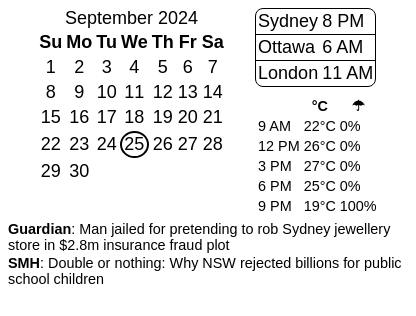 September 2024
Su Mo Tu We Th Fr Sa
1 2 3 4 5 6 7
8 9 10 11 12 13 14
15 16 17 18 19 20 21
22 23 24 25 26 27 28
29 30
Sydney 8 PM
Ottawa 6 AM
London 11 AM
°C ☂
9 AM 22°C 0%
12 PM 26°C 0%
3 PM 27°C 0%
6 PM 25°C 0%
9 PM 19°C 100%
Guardian: Man jailed for pretending to rob Sydney jewellery
store in $2.8m insurance fraud plot
SMH: Double or nothing: Why NSW rejected billions for public
school children